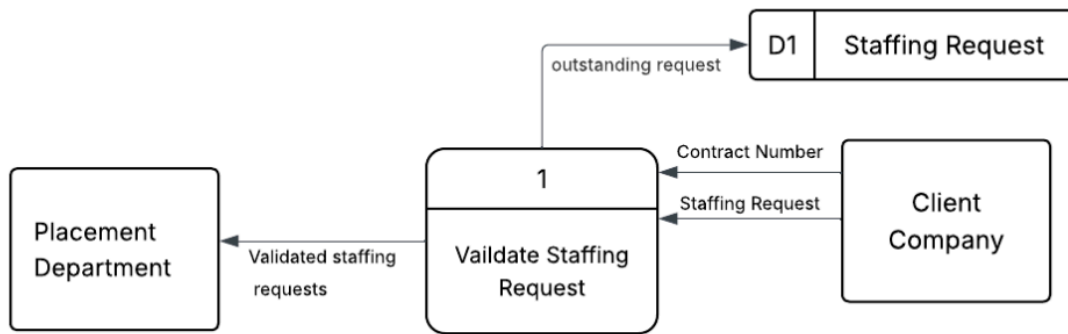 D1
Staffing Request
outstanding request
Contract Number
1
Staffing Request
Client
Company
Placement
Department
Validated staffing
requests
Vaildate Staffing
Request